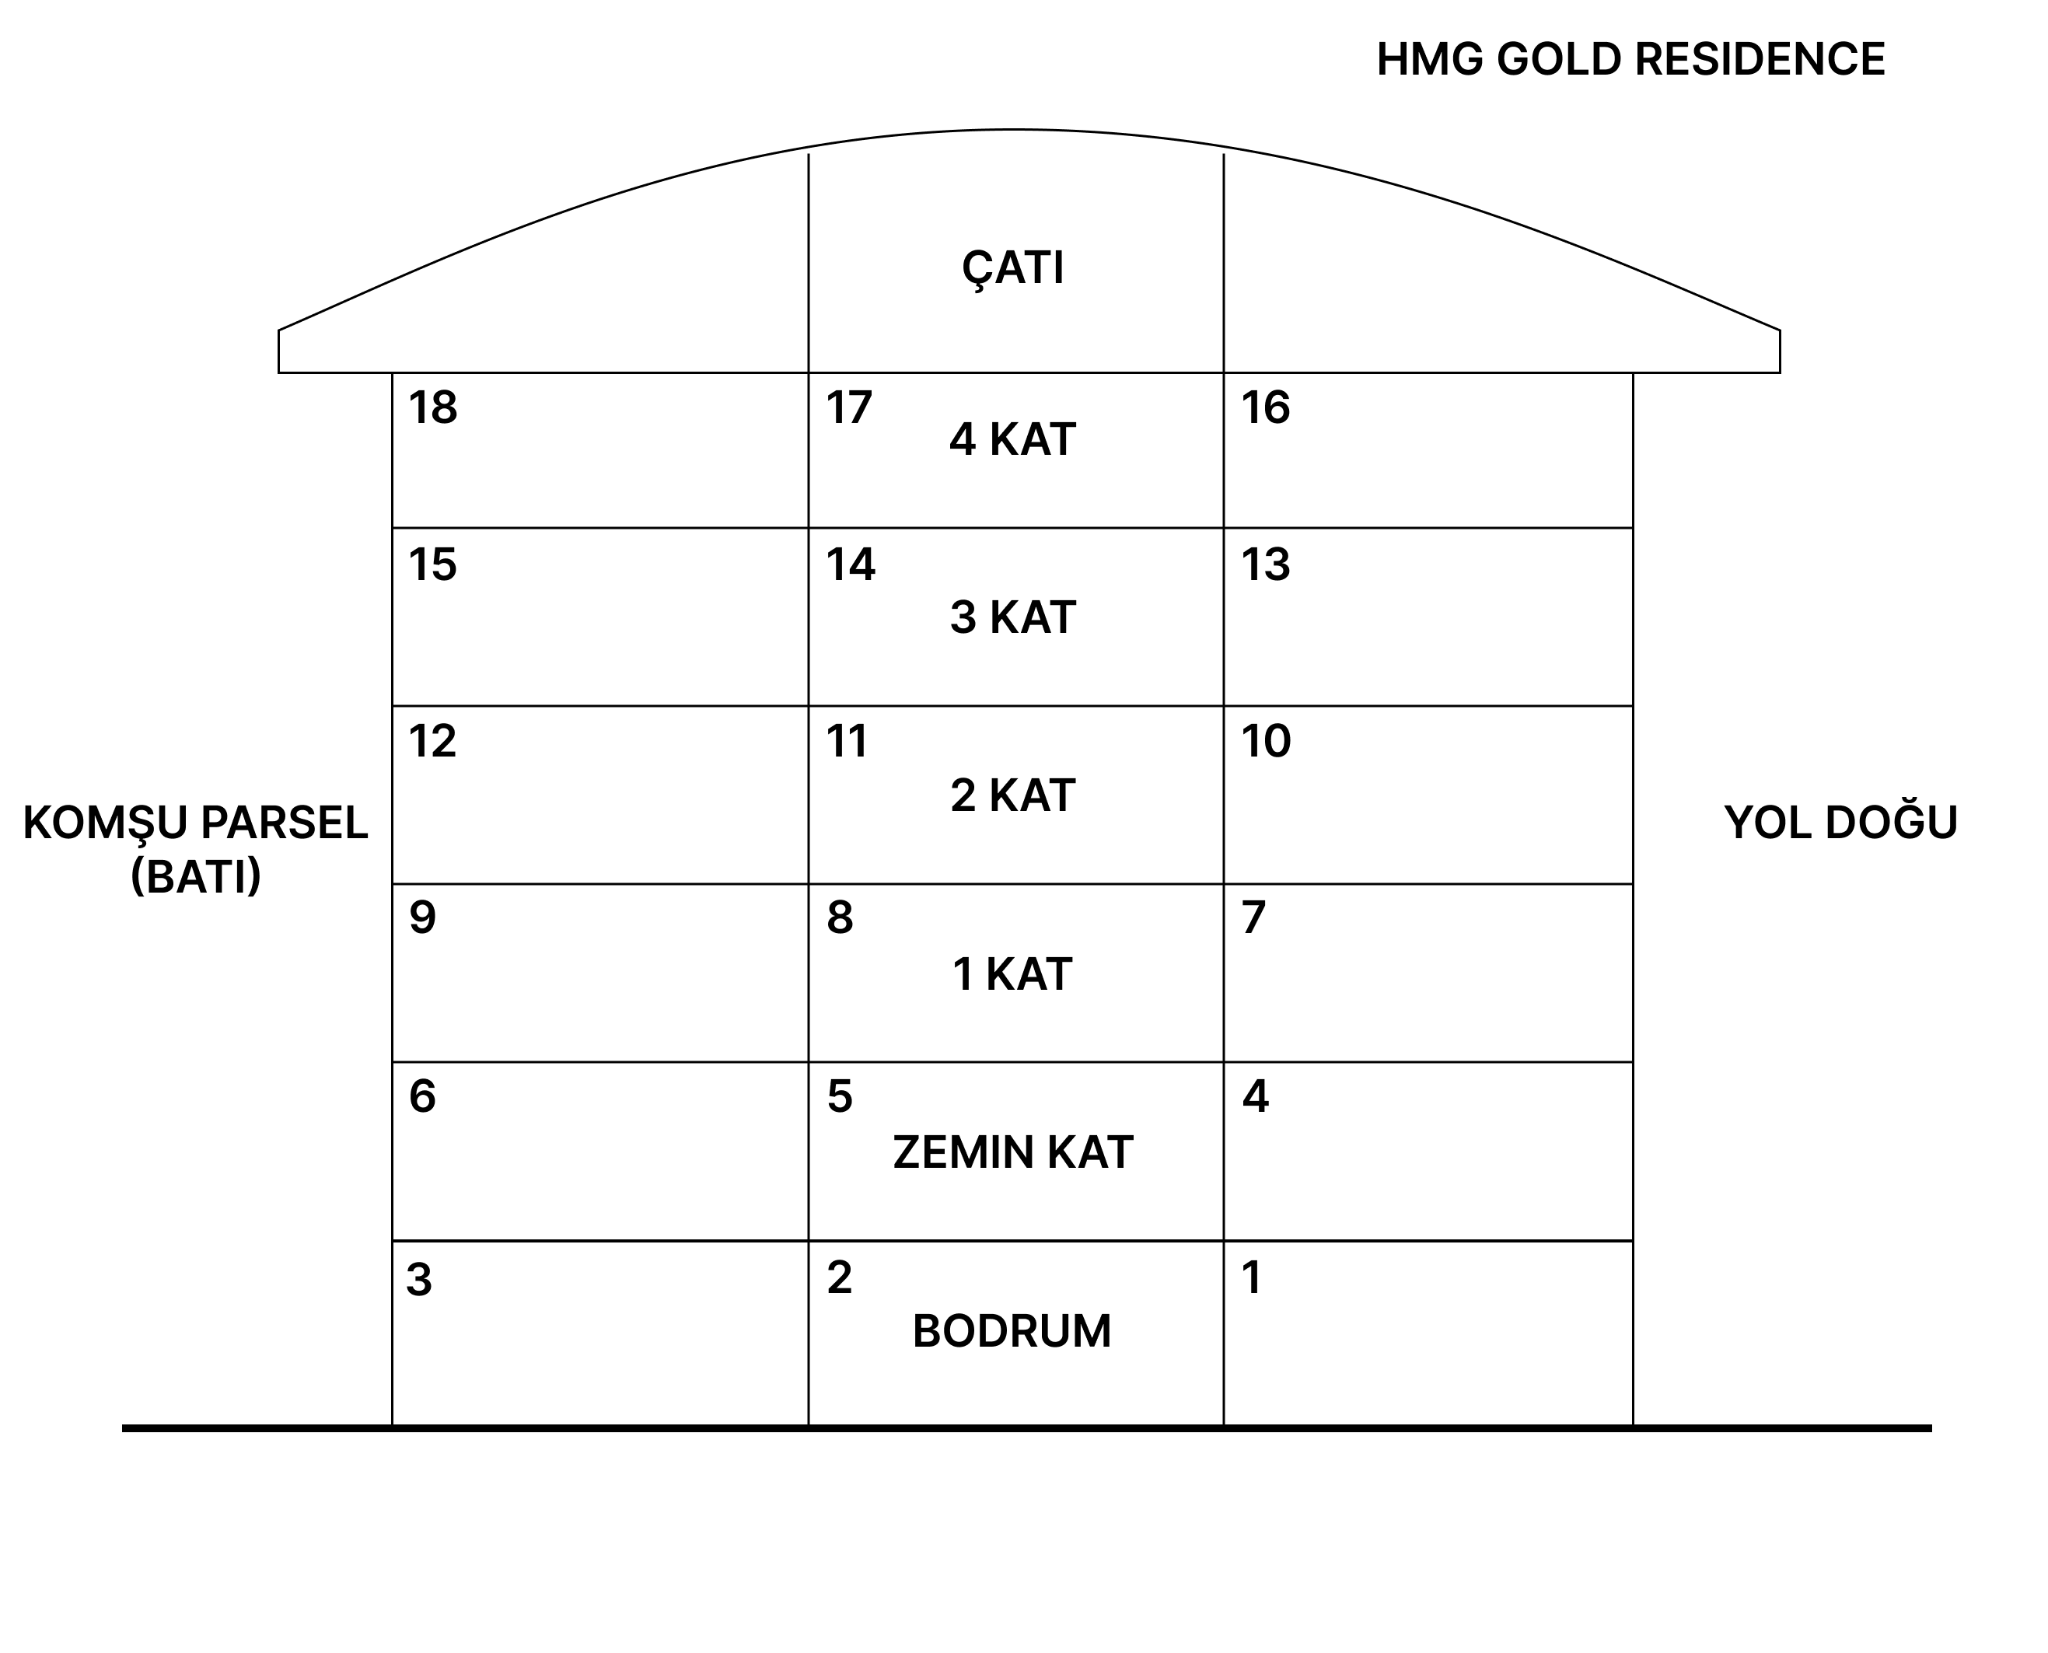 HMG GOLD RESIDENCE
ÇATI
18 17 16
4 KAT
15 14 13
3 KAT
12 11 10
2 KAT
KOMŞU PARSEL
(BATI)
YOL DOĞU
9 8 7
1 KAT
6 5 4
ZEMIN KAT
3 2 1
BODRUM